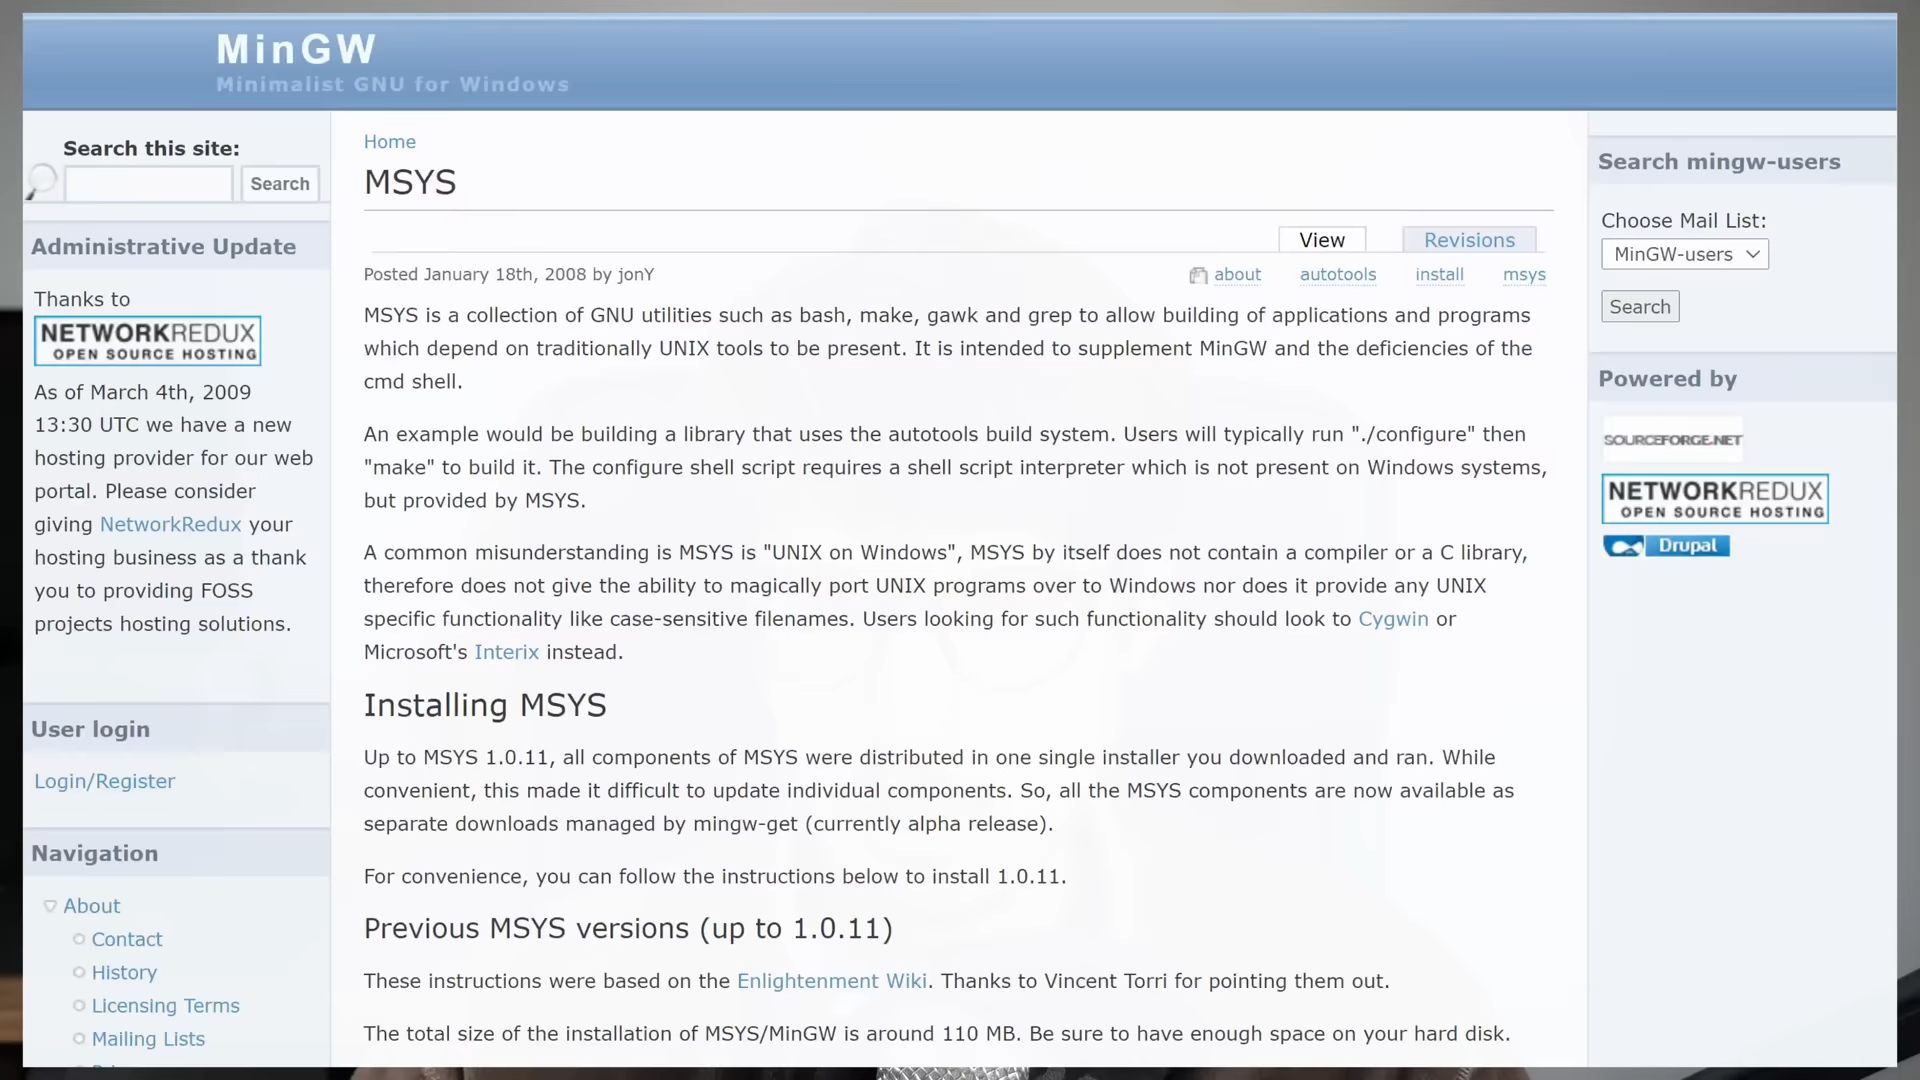 MinGW
Minimalist GNU for Windows
Search this site:
Search
Administrative Update
Thanks to
NETWORKREDUX
OPEN SOURCE HOSTING
As of March 4th, 2009
13:30 UTC we have a new
hosting provider for our web
portal. Please consider
giving NetworkRedux your
hosting business as a thank
you to providing FOSS
projects hosting solutions.
User login
Login/Register
Navigation
About
Contact
History
Licensing Terms
Mailing Lists
Home
MSYS
View
Revisions
Posted January 18th, 2008 by jonY
about autotools install msys
MSYS is a collection of GNU utilities such as bash, make, gawk and grep to allow building of applications and programs
which depend on traditionally UNIX tools to be present. It is intended to supplement MinGW and the deficiencies of the
cmd shell.
An example would be building a library that uses the autotools build system. Users will typically run "./configure" then
"make" to build it. The configure shell script requires a shell script interpreter which is not present on Windows systems,
but provided by MSYS.
A common misunderstanding is MSYS is "UNIX on Windows", MSYS by itself does not contain a compiler or a C library,
therefore does not give the ability to magically port UNIX programs over to Windows nor does it provide any UNIX
specific functionality like case-sensitive filenames. Users looking for such functionality should look to Cygwin or
Microsoft's Interix instead.
Installing MSYS
Up to MSYS 1.0.11, all components of MSYS were distributed in one single installer you downloaded and ran. While
convenient, this made it difficult to update individual components. So, all the MSYS components are now available as
separate downloads managed by mingw-get (currently alpha release).
For convenience, you can follow the instructions below to install 1.0.11.
Previous MSYS versions (up to 1.0.11)
These instructions were based on the Enlightenment Wiki. Thanks to Vincent Torri for pointing them out.
The total size of the installation of MSYS/MinGW is around 110 MB. Be sure to have enough space on your hard disk.
Search mingw-users
Choose Mail List:
MinGW-users
Search
Powered by
SOURCEFORGE.NET
NETWORKREDUX
OPEN SOURCE HOSTING
Drupal